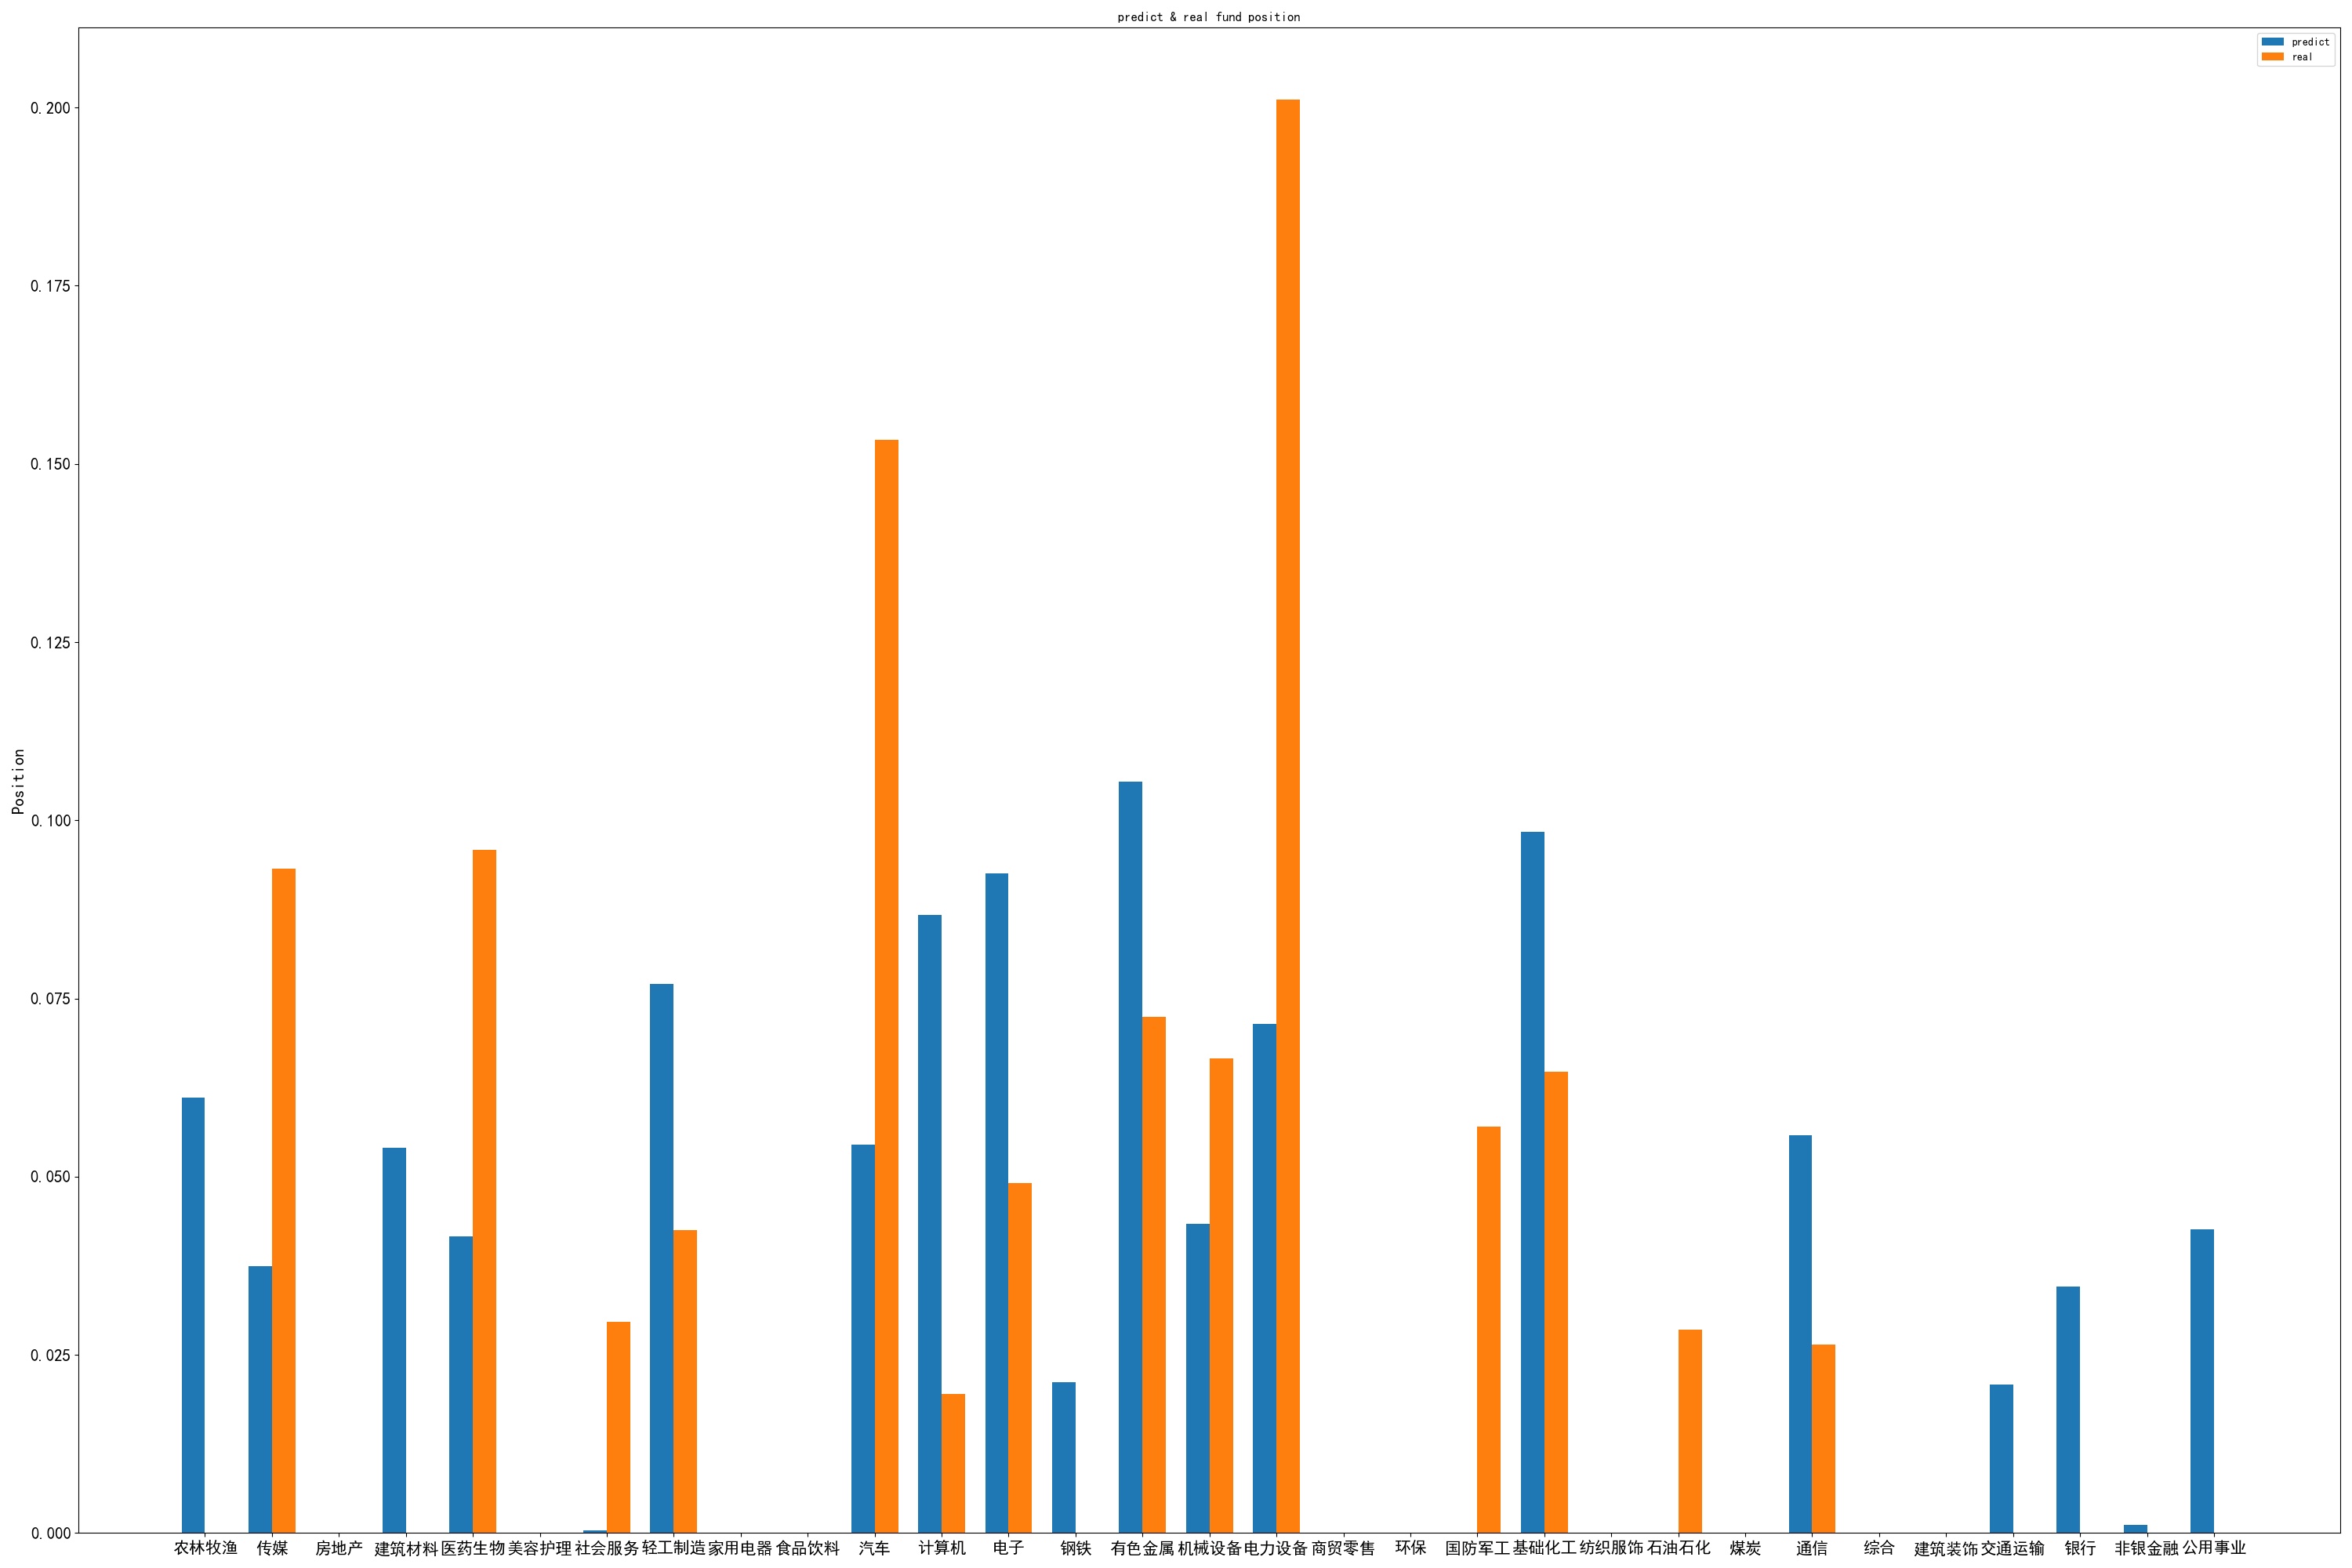 predict & real fund position
predict
real
0.200
0.175
0.150
0.125
0.100
0.075
0.050
0.025
0.000
Position
农林牧渔 传媒 房地产 建筑材料 医药生物 美容护理 社会服务 轻工制造 家用电器 食品饮料 汽车 计算机 电子 钢铁 有色金属 机械设备 电力设备 商贸零售 环保 国防军工 基础化工 纺织服饰 石油石化 煤炭 通信 综合 建筑装饰 交通运输 银行 非银金融 公用事业